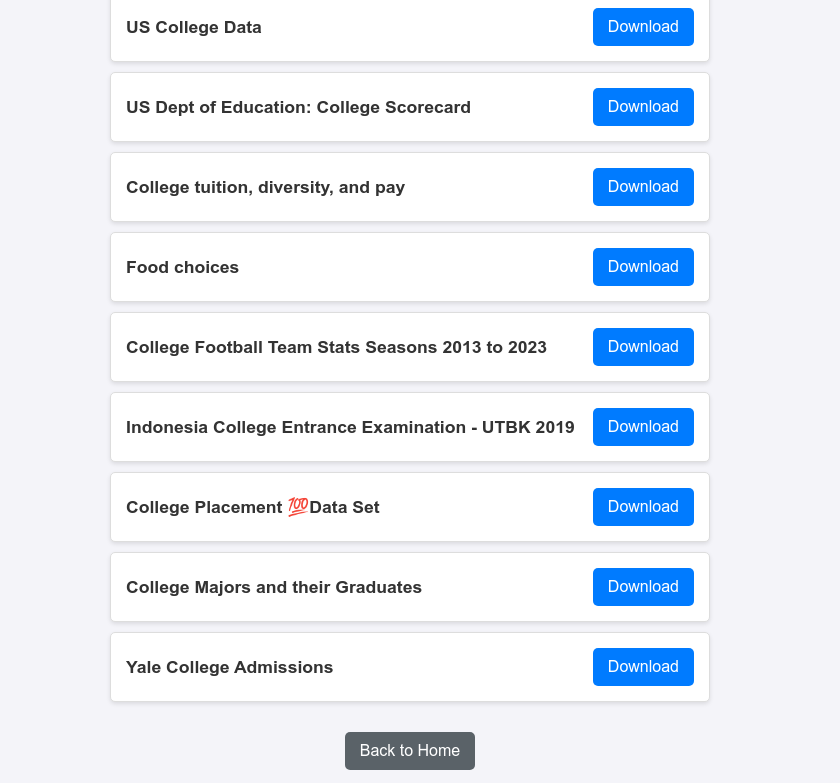 US College Data Download
US Dept of Education: College Scorecard Download
College tuition, diversity, and pay Download
Food choices Download
College Football Team Stats Seasons 2013 to 2023 Download
Indonesia College Entrance Examination - UTBK 2019 Download
College Placement 💯Data Set Download
College Majors and their Graduates Download
Yale College Admissions Download
Back to Home